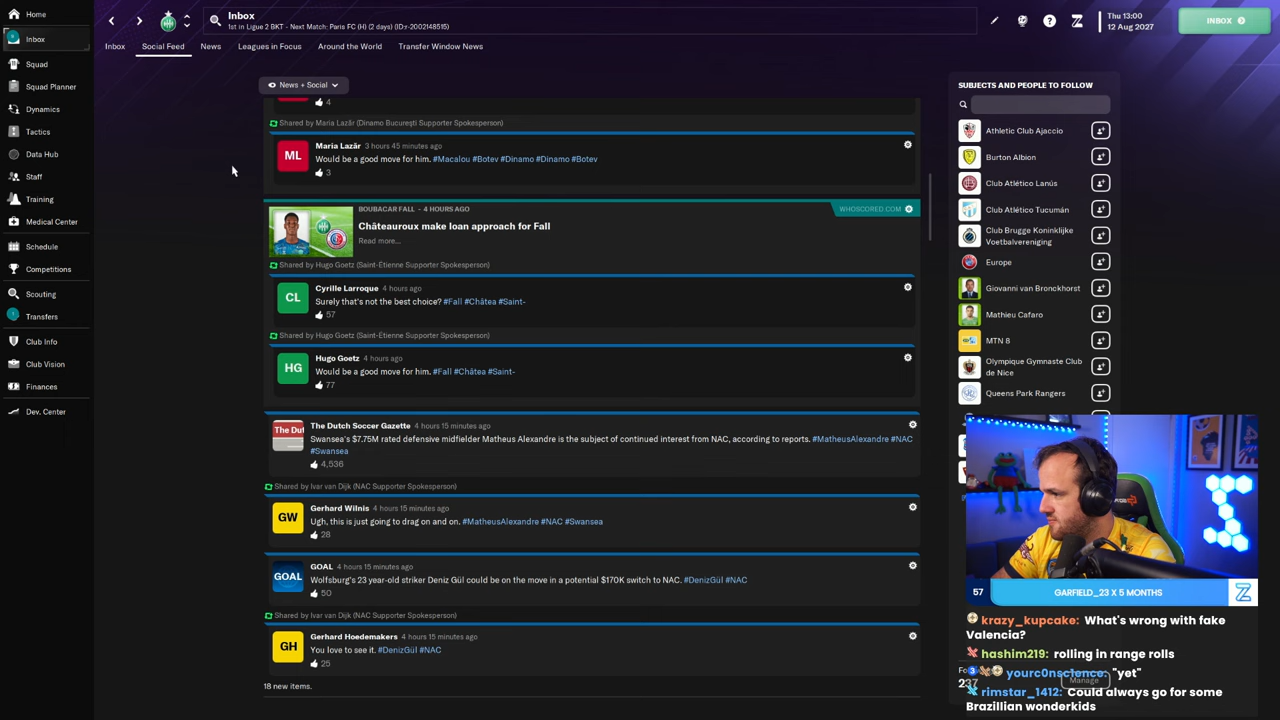 Home
Inbox
Squad
Squad Planner
Dynamics
Tactics
Data Hub
Staff
Training
Medical Center
Schedule
Competitions
Scouting
Transfers
Club Info
Club Vision
Finances
Dev. Center
Inbox
1st in Ligue 2 BKT - Next Match: Paris FC (H) (2 days) (ID:r-2002148515)
Thu 13:00
12 Aug 2027
INBOX
Inbox
Social Feed
News
Leagues in Focus
Around the World
Transfer Window News
News + Social
4
Shared by Maria Lazăr (Dinamo București Supporter Spokesperson)
ML
Maria Lazăr 3 hours 45 minutes ago
Would be a good move for him. #Macalou #Botev #Dinamo #Dinamo #Botev
3
BOUBACAR FALL - 4 HOURS AGO
WHOSCORED.COM
Châteauroux make loan approach for Fall
Read more...
Shared by Hugo Goetz (Saint-Étienne Supporter Spokesperson)
CL
Cyrille Larroque 4 hours ago
Surely that's not the best choice? #Fall #Châtea #Saint-
57
Shared by Hugo Goetz (Saint-Étienne Supporter Spokesperson)
HG
Hugo Goetz 4 hours ago
Would be a good move for him. #Fall #Châtea #Saint-
77
The Dut
The Dutch Soccer Gazette 4 hours 15 minutes ago
Swansea's $7.75M rated defensive midfielder Matheus Alexandre is the subject of continued interest from NAC, according to reports. #MatheusAlexandre #NAC
#Swansea
4,536
Shared by Ivar van Dijk (NAC Supporter Spokesperson)
GW
Gerhard Wilnis 4 hours 15 minutes ago
Ugh, this is just going to drag on and on. #MatheusAlexandre #NAC #Swansea
28
GOAL
GOAL 4 hours 15 minutes ago
Wolfsburg's 23 year-old striker Deniz Gül could be on the move in a potential $170K switch to NAC. #DenizGül #NAC
50
Shared by Ivar van Dijk (NAC Supporter Spokesperson)
GH
Gerhard Hoedemakers 4 hours 15 minutes ago
You love to see it. #DenizGül #NAC
25
18 new items.
SUBJECTS AND PEOPLE TO FOLLOW
Athletic Club Ajaccio
Burton Albion
Club Atlético Lanús
Club Atlético Tucumán
Club Brugge Koninklijke
Voetbalvereniging
Europe
Giovanni van Bronckhorst
Mathieu Cafaro
MTN 8
Olympique Gymnaste Club
de Nice
Queens Park Rangers
57
GARFIELD_23 X 5 MONTHS
krazy_kupcake: What's wrong with fake
Valencia?
hashim219: rolling in range rolls
3 yourc0nsc1ence: "yet"
Manage
rimstar_1412: Could always go for some
Brazillian wonderkids